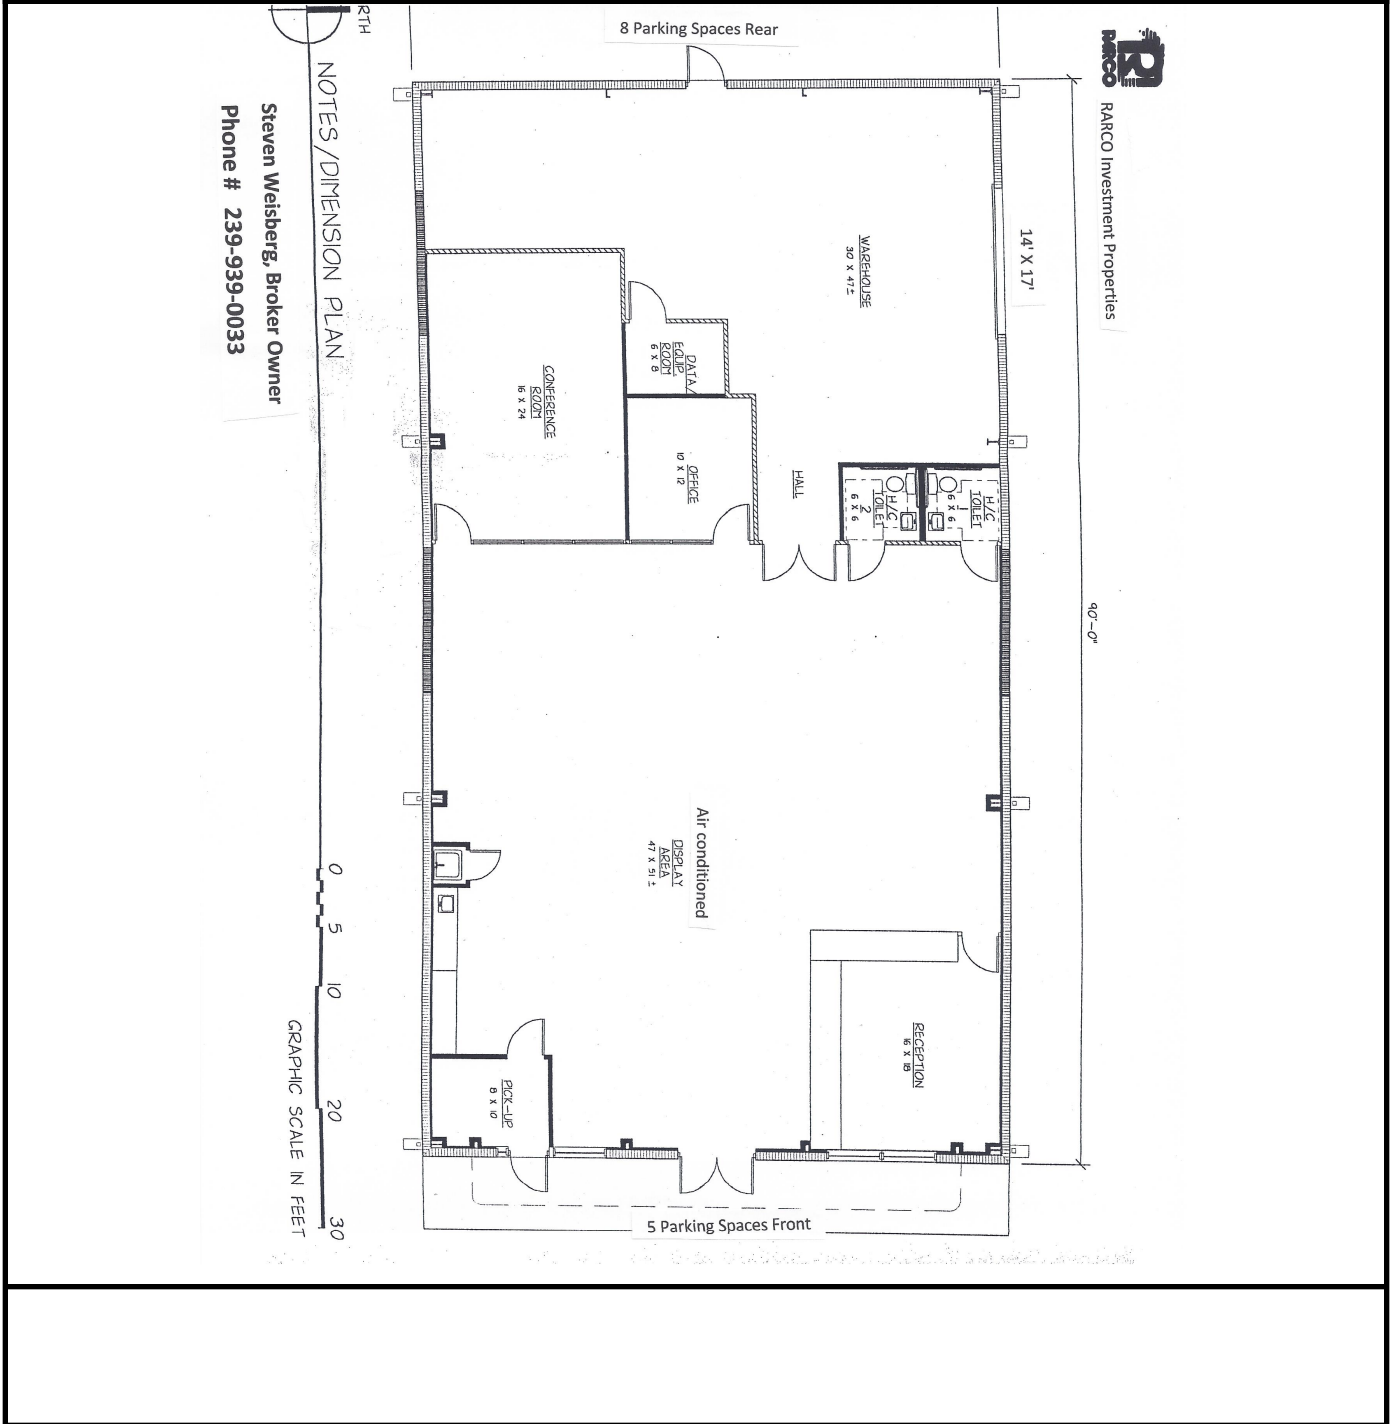 8 Parking Spaces Rear
RARCO
RARCO Investment Properties
14' X 17'
90'-0"
WAREHOUSE
30 X 47±
DATA/
EQUIP.
ROOM
6 X 8
CONFERENCE
ROOM
16 X 24
OFFICE
10 X 12
HALL
H/C
TOILET
2
6 X 6
H/C
TOILET
1
6 X 6
Air conditioned
DISPLAY
AREA
47 X 51 ±
RECEPTION
16 X 18
PICK-UP
8 X 10
5 Parking Spaces Front
RTH
NOTES/DIMENSION PLAN
Steven Weisberg, Broker Owner
Phone # 239-939-0033
0 5 10 20 30
GRAPHIC SCALE IN FEET